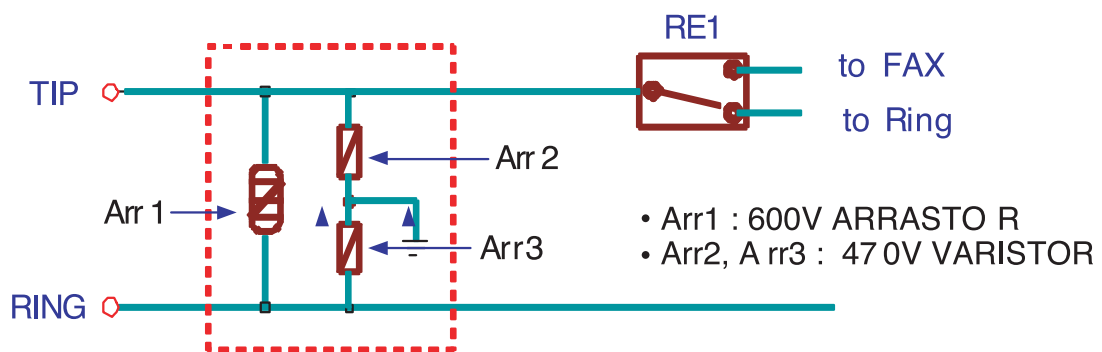 RE1
TIP
to FAX
to Ring
Arr 2
Arr 1
Arr3
• Arr1 : 600V ARRASTO R
• Arr2, A rr3 : 47 0V VARISTOR
RING